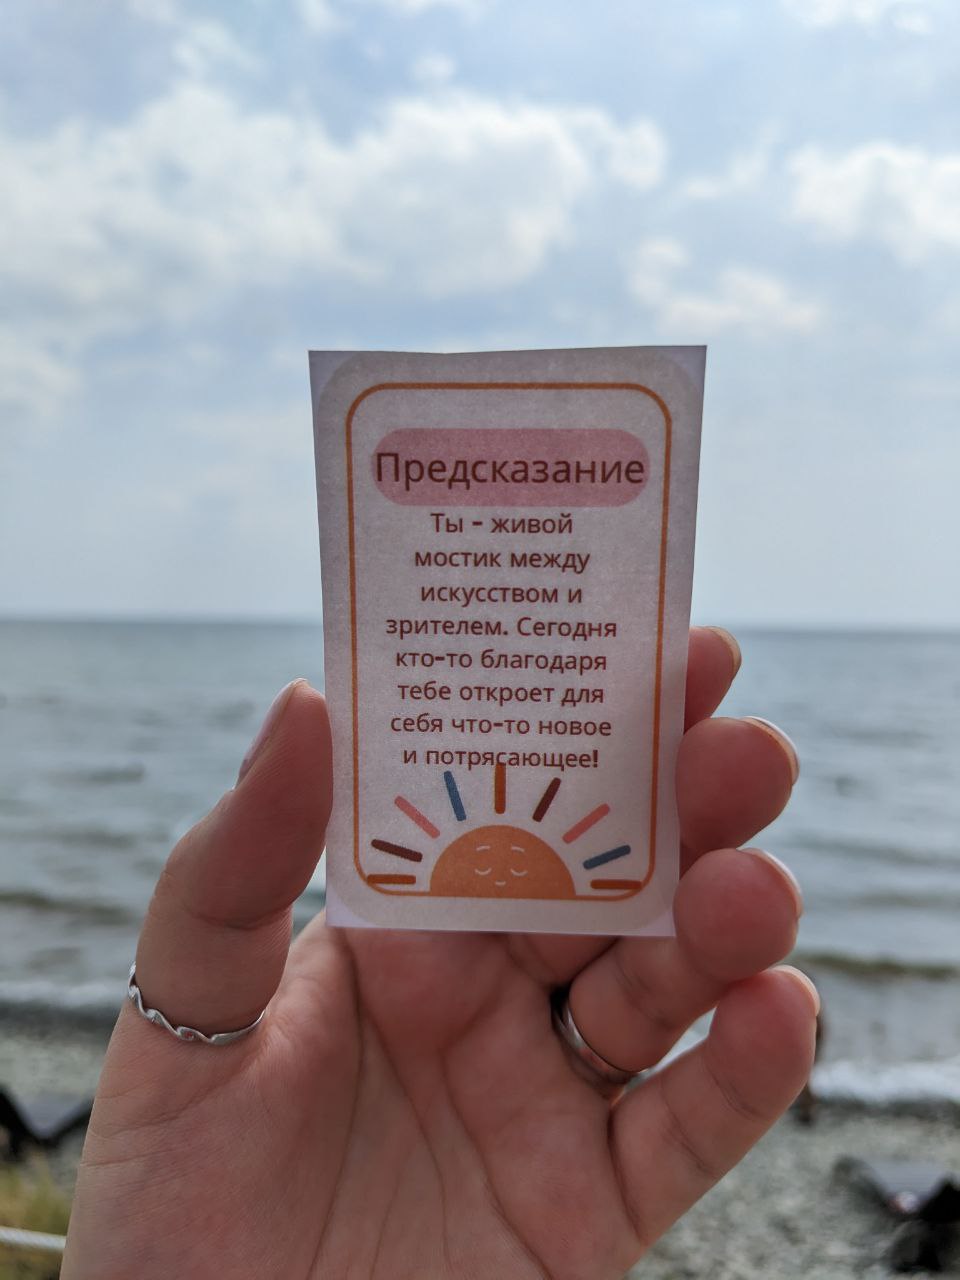 Предсказание
Ты - живой
мостик между
искусством и
зрителем. Сегодня
кто-то благодаря
тебе откроет для
себя что-то новое
и потрясающее!